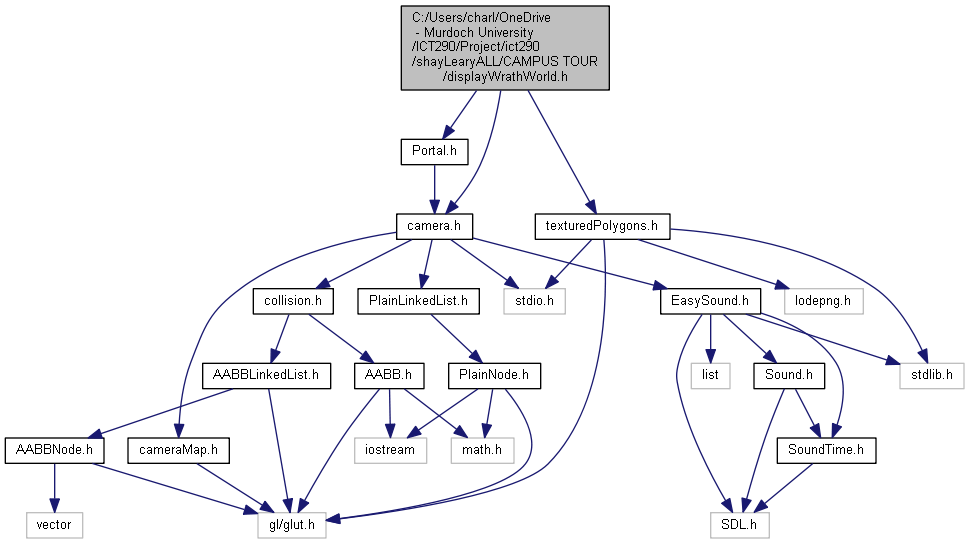 C:/Users/charl/OneDrive
- Murdoch University
/ICT290/Project/ict290
/shayLearyALL/CAMPUS TOUR
/displayWrathWorld.h
Portal.h
camera.h
texturedPolygons.h
collision.h
PlainLinkedList.h
stdio.h
EasySound.h
lodepng.h
AABBLinkedList.h
AABB.h
PlainNode.h
list
Sound.h
stdlib.h
AABBNode.h
cameraMap.h
iostream
math.h
SoundTime.h
vector
gl/glut.h
SDL.h